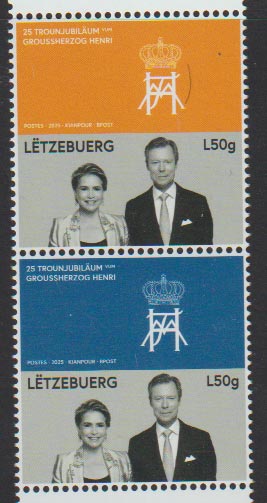 25 TROUNJUBILÄUM VUM
GROUSSHERZOG HENRI
POSTES · 2025 · KIANPOUR · BPOST
LËTZEBUERG L50g
25 TROUNJUBILÄUM VUM
GROUSSHERZOG HENRI
POSTES · 2025 · KIANPOUR · BPOST
LËTZEBUERG L50g